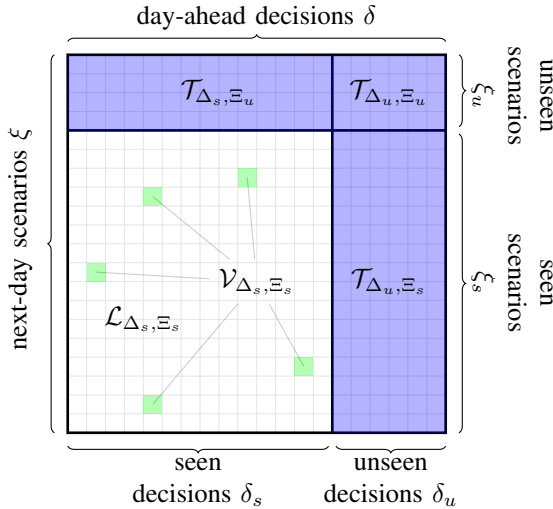 day-ahead decisions δ
𝒯_{Δ_s,Ξ_u}
𝒯_{Δ_u,Ξ_u}
unseen
scenarios
ξ_u
next-day scenarios ξ
𝒱_{Δ_s,Ξ_s}
𝒯_{Δ_u,Ξ_s}
ℒ_{Δ_s,Ξ_s}
seen
scenarios
ξ_s
seen
decisions δ_s
unseen
decisions δ_u